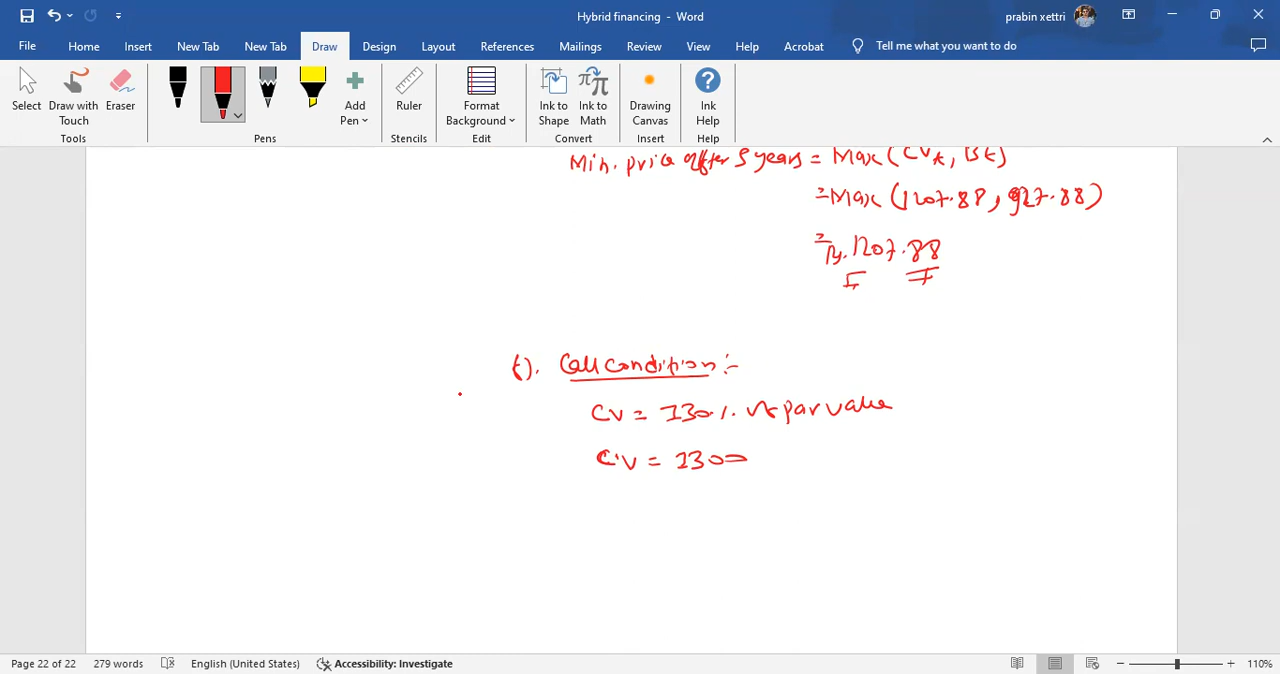 Hybrid financing - Word
prabin xettri
File Home Insert New Tab New Tab Draw Design Layout References Mailings Review View Help Acrobat Tell me what you want to do
Select Draw with Touch Eraser Add Pen Ruler Format Background Ink to Shape Ink to Math Drawing Canvas Ink Help
Tools Pens Stencils Edit Convert Insert Help
Min. price after 5 years = Max (CVt, Bt)
= Max (1207.88, 927.88)
= Rs. 1207.88
f). Call condition :-
CV = 130%. par value
CV = 1300
Page 22 of 22 279 words English (United States) Accessibility: Investigate 110%